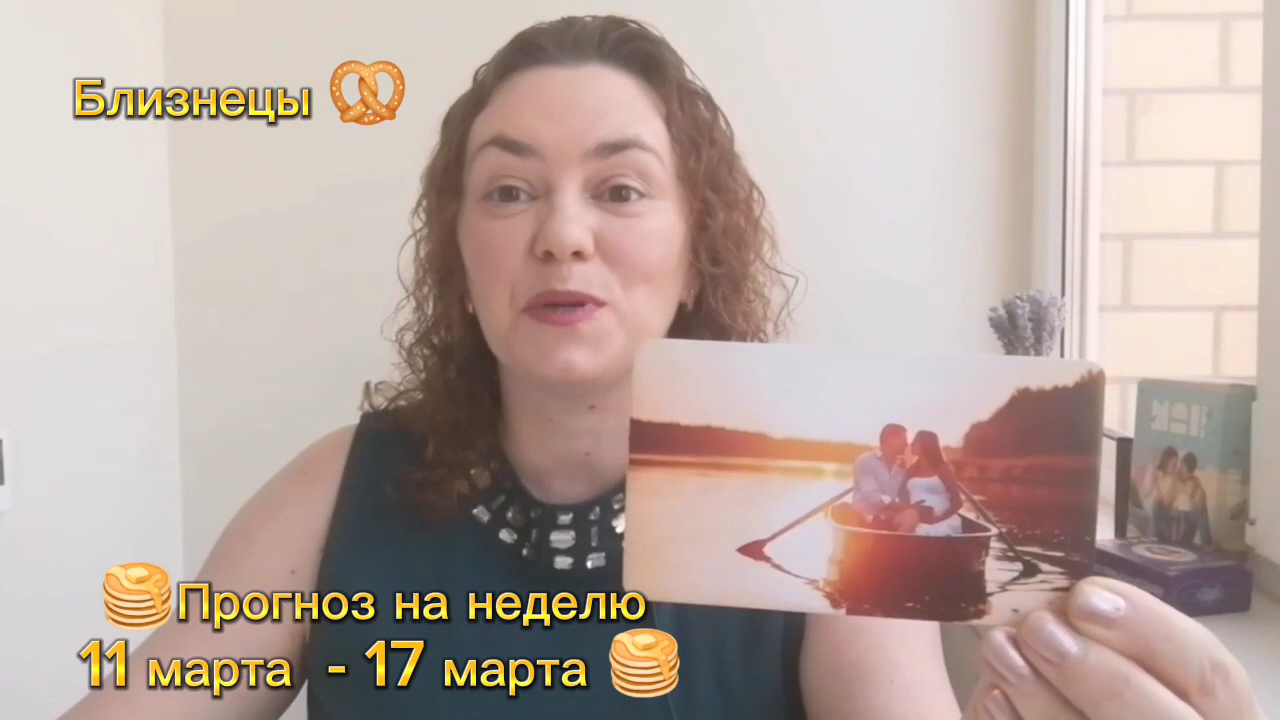 Близнецы 🥨
🥞Прогноз на неделю
11 марта - 17 марта 🥞